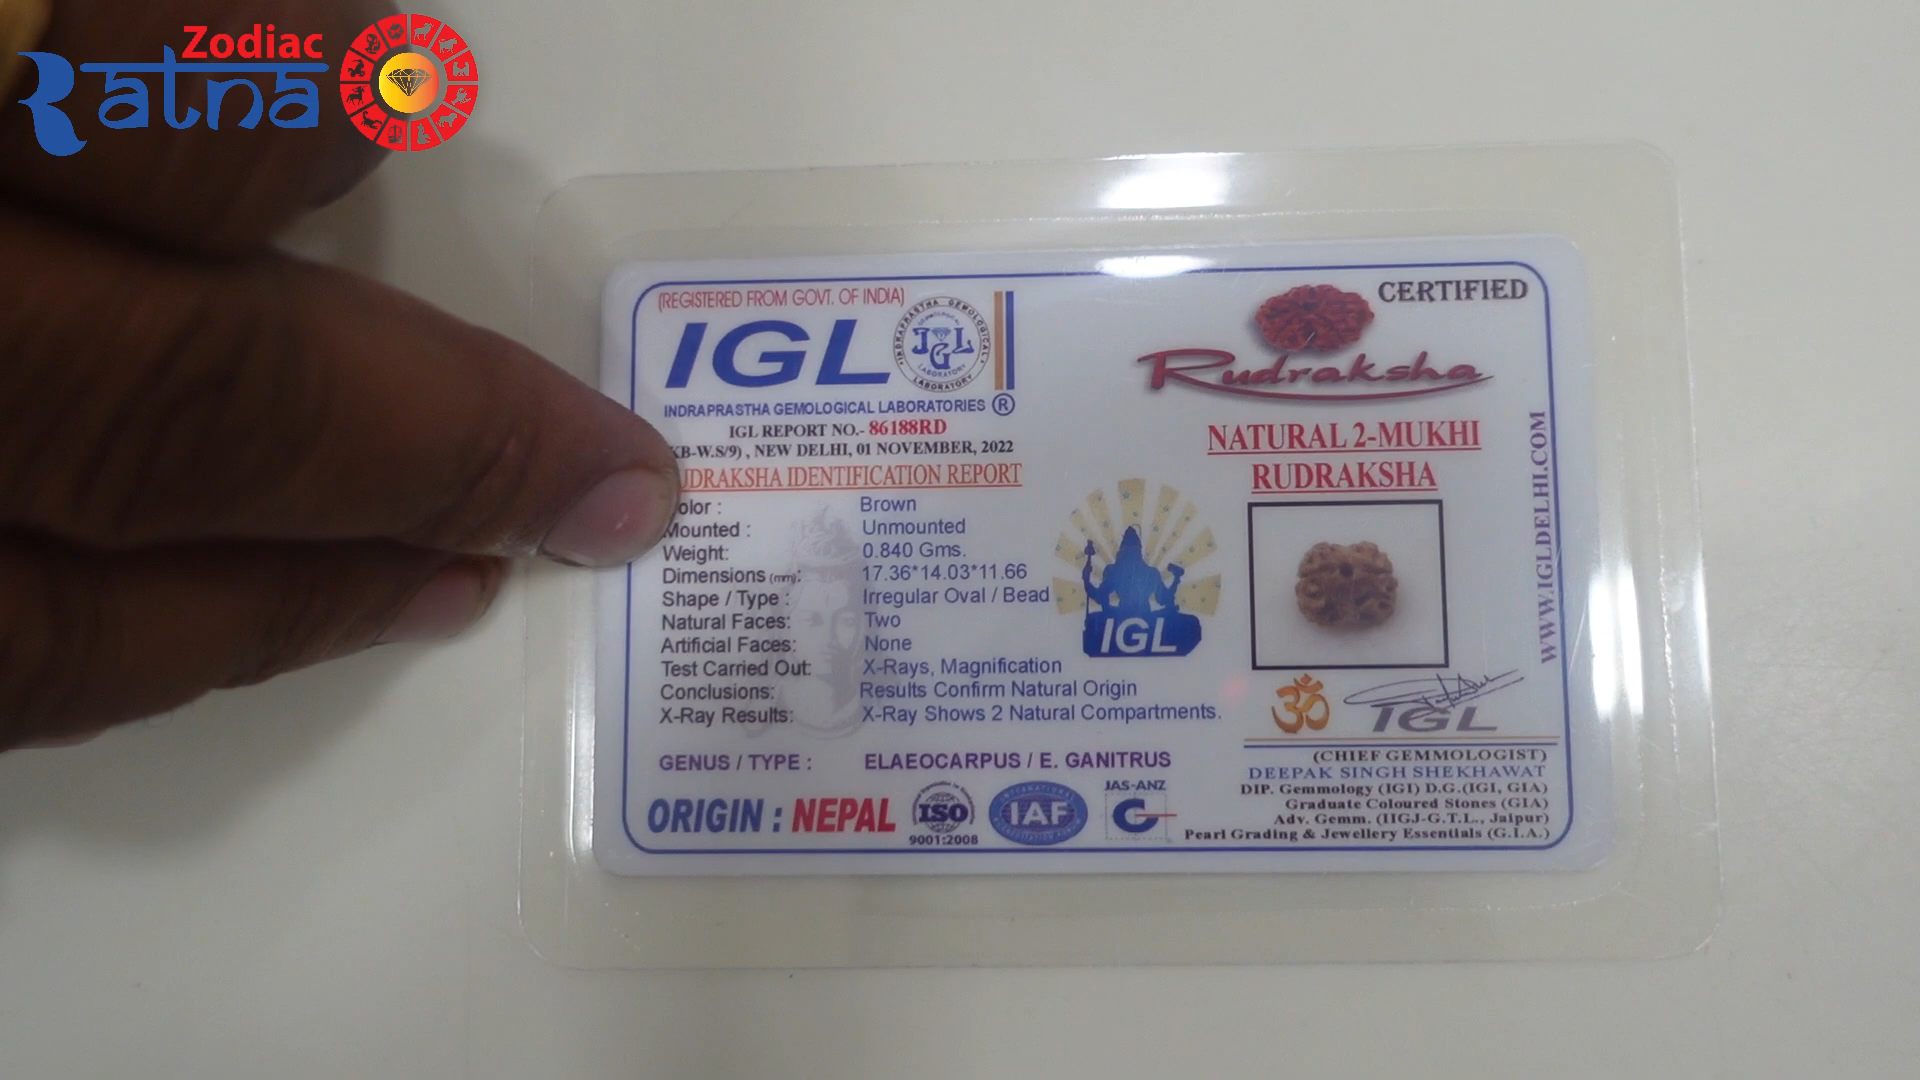 Zodiac
Ratna
(REGISTERED FROM GOVT. OF INDIA)
IGL
INDRAPRASTHA GEMOLOGICAL LABORATORY
IGL
LABORATORY
INDRAPRASTHA GEMOLOGICAL LABORATORIES ®
IGL REPORT NO.- 86188RD
KB-W.S/9) , NEW DELHI, 01 NOVEMBER, 2022
UDRAKSHA IDENTIFICATION REPORT
olor : Brown
Mounted : Unmounted
Weight: 0.840 Gms.
Dimensions (mm): 17.36*14.03*11.66
Shape / Type : Irregular Oval / Bead
Natural Faces: Two
Artificial Faces: None
Test Carried Out: X-Rays, Magnification
Conclusions: Results Confirm Natural Origin
X-Ray Results: X-Ray Shows 2 Natural Compartments.
GENUS / TYPE : ELAEOCARPUS / E. GANITRUS
ORIGIN : NEPAL
ISO
9001:2008
IAF
JAS-ANZ
IGL
CERTIFIED
Rudraksha
NATURAL 2-MUKHI
RUDRAKSHA
WWW.IGLDELHI.COM
ॐ
IGL
(CHIEF GEMMOLOGIST)
DEEPAK SINGH SHEKHAWAT
DIP. Gemmology (IGI) D.G.(IGI, GIA)
Graduate Coloured Stones (GIA)
Adv. Gemm. (IIGJ-G.T.L., Jaipur)
Pearl Grading & Jewellery Essentials (G.I.A.)